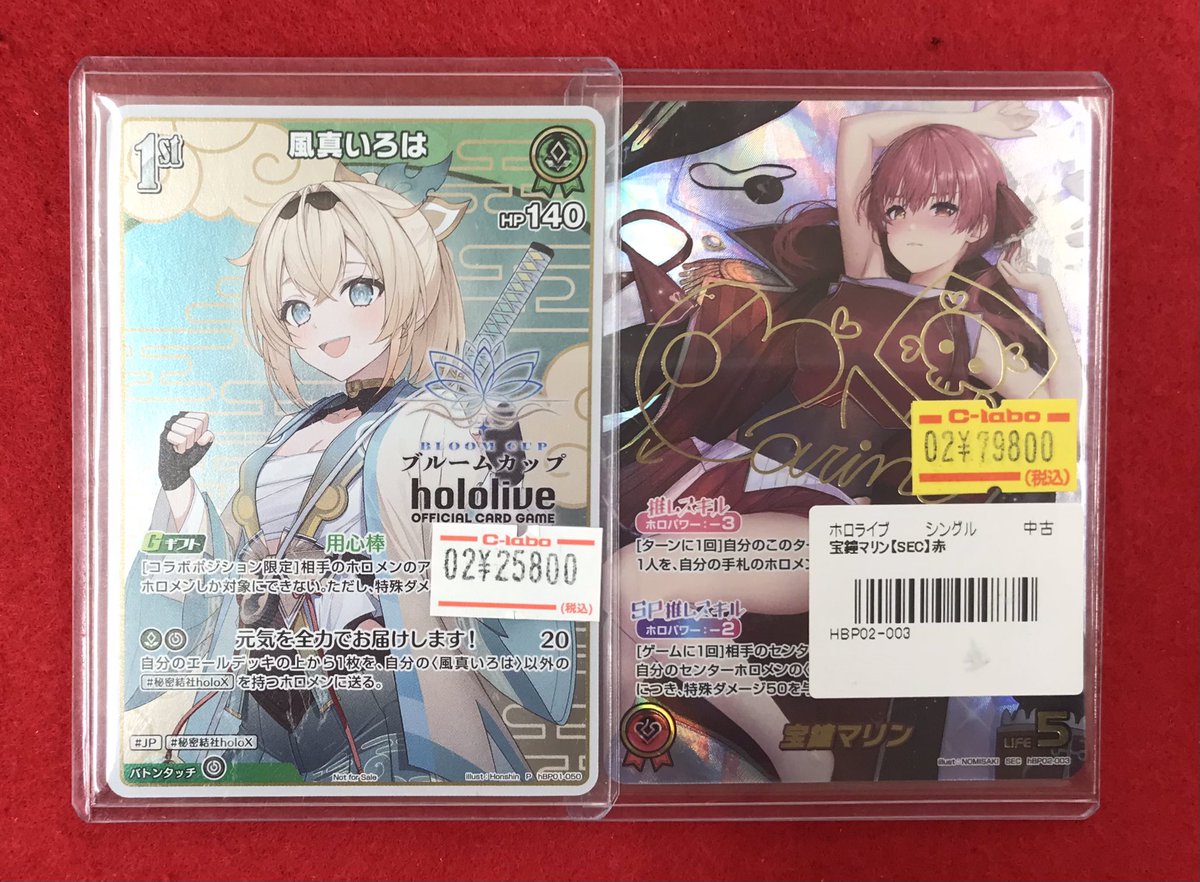 1st
風真いろは
HP140
BLOOM CUP
ブルームカップ
hololive
OFFICIAL CARD GAME
Gギフト 用心棒
[コラボポジション限定]相手のホロメンのア
ホロメンしか対象にできない。ただし、特殊ダメ
元気を全力でお届けします! 20
自分のエールデッキの上から1枚を、自分の〈風真いろは〉以外の
#秘密結社holoXを持つホロメンに送る。
#JP #秘密結社holoX
バトンタッチ
Not for Sale
illust : Honshin P hBP01-050
C-labo
02¥25800
(税込)
Marine
C-labo
02¥79800
(税込)
推しスキル
ホロパワー:-3
[ターンに1回]自分のこのター
1人を、自分の手札のホロメン
SP推しスキル
ホロパワー:-2
[ゲームに1回]相手のセンタ
自分のセンターホロメンの〈
につき、特殊ダメージ50を与
ホロライブ シングル 中古
宝鐘マリン【SEC】赤
HBP02-003
宝鐘マリン
LIFE 5
illust : NOMISAKI SEC hBP02-003